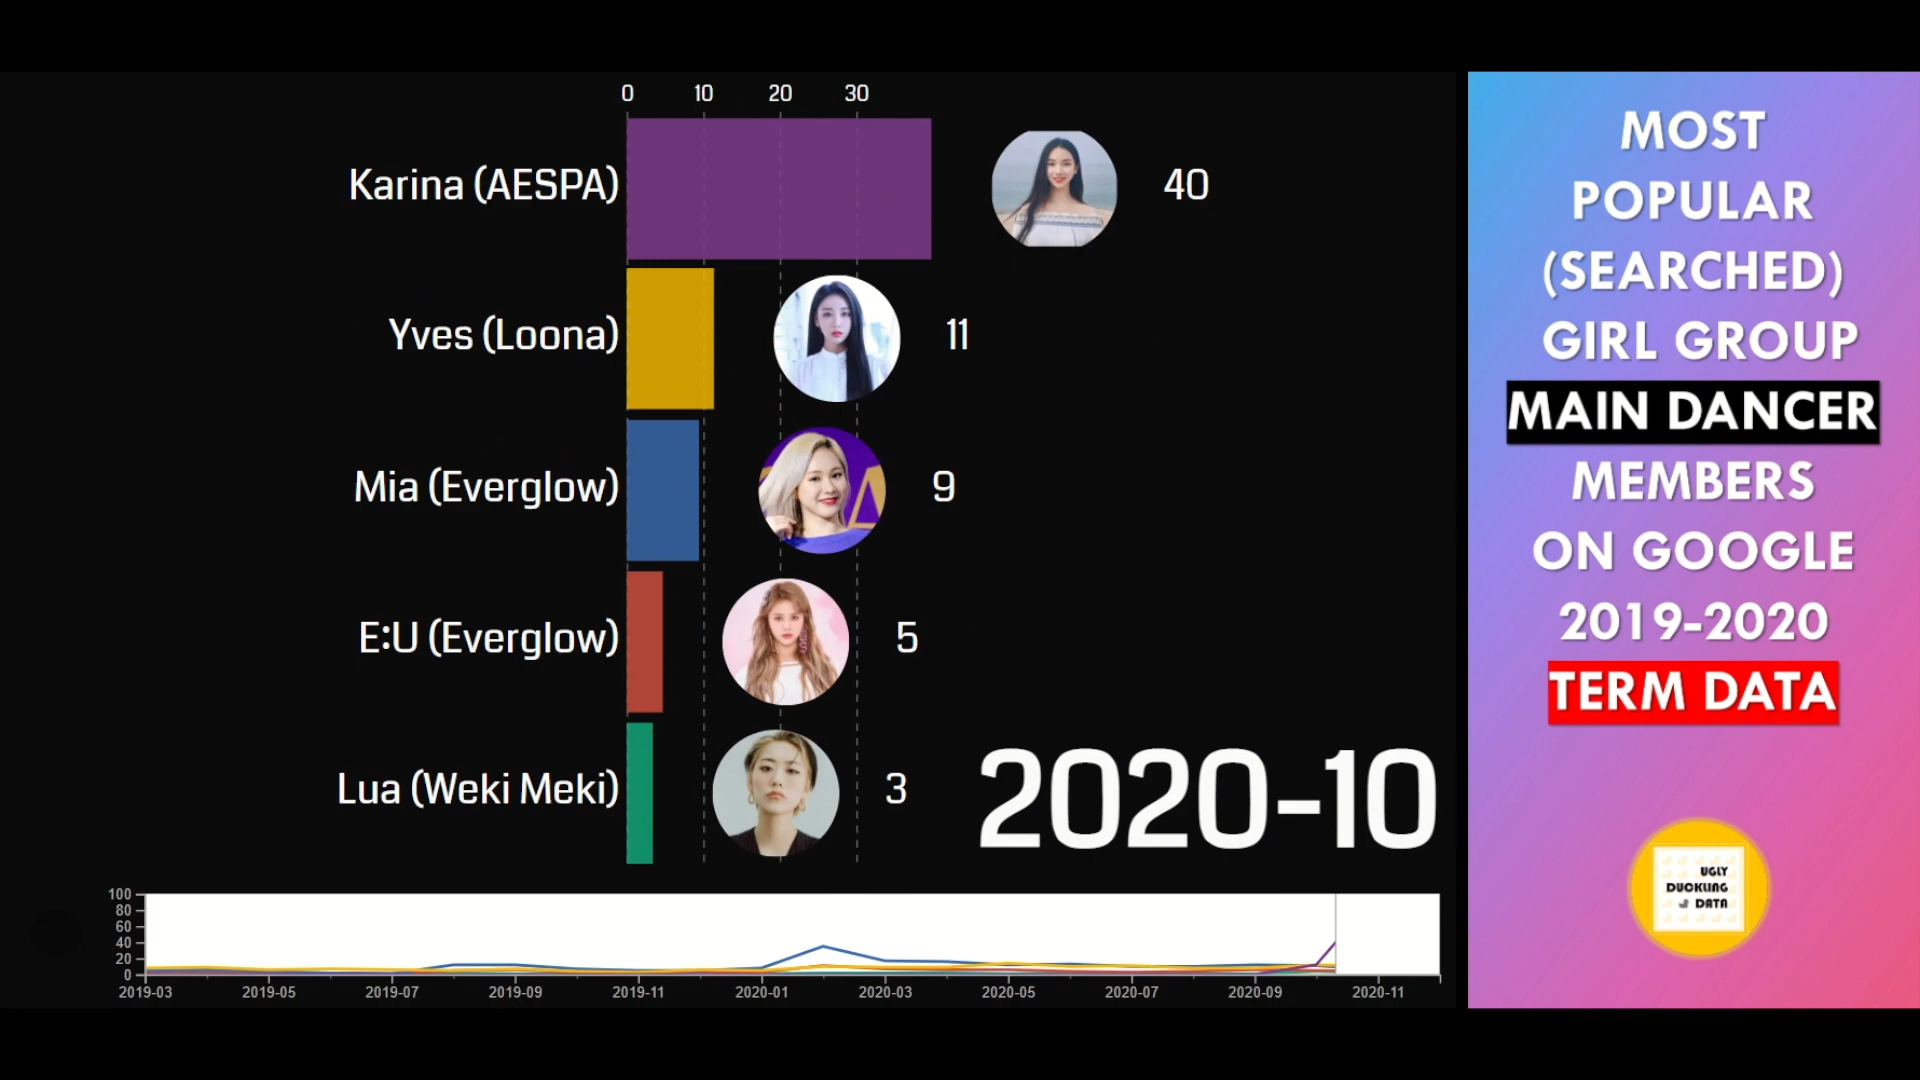 0 10 20 30
Karina (AESPA) 40
Yves (Loona) 11
Mia (Everglow) 9
E:U (Everglow) 5
Lua (Weki Meki) 3
2020-10
100
80
60
40
20
0
2019-03 2019-05 2019-07 2019-09 2019-11 2020-01 2020-03 2020-05 2020-07 2020-09 2020-11
MOST
POPULAR
(SEARCHED)
GIRL GROUP
MAIN DANCER
MEMBERS
ON GOOGLE
2019-2020
TERM DATA
UGLY
DUCKLING
DATA